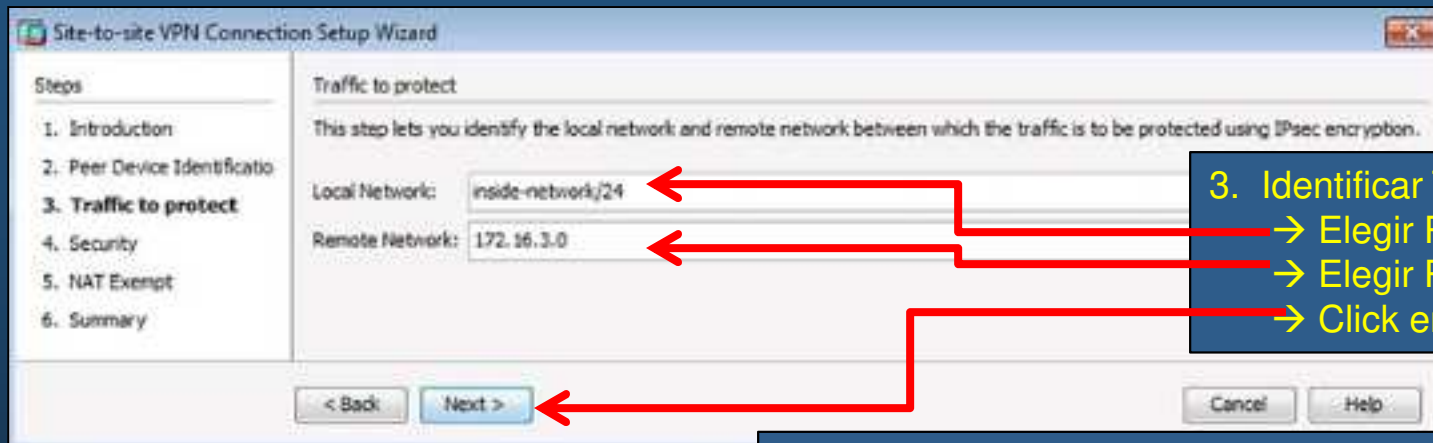 Site-to-site VPN Connection Setup Wizard
Steps
1. Introduction
2. Peer Device Identificatio
3. Traffic to protect
4. Security
5. NAT Exempt
6. Summary
Traffic to protect
This step lets you identify the local network and remote network between which the traffic is to be protected using IPsec encryption.
Local Network: inside-network/24
Remote Network: 172.16.3.0
3. Identificar
→ Elegir
→ Elegir
→ Click
< Back Next > Cancel Help